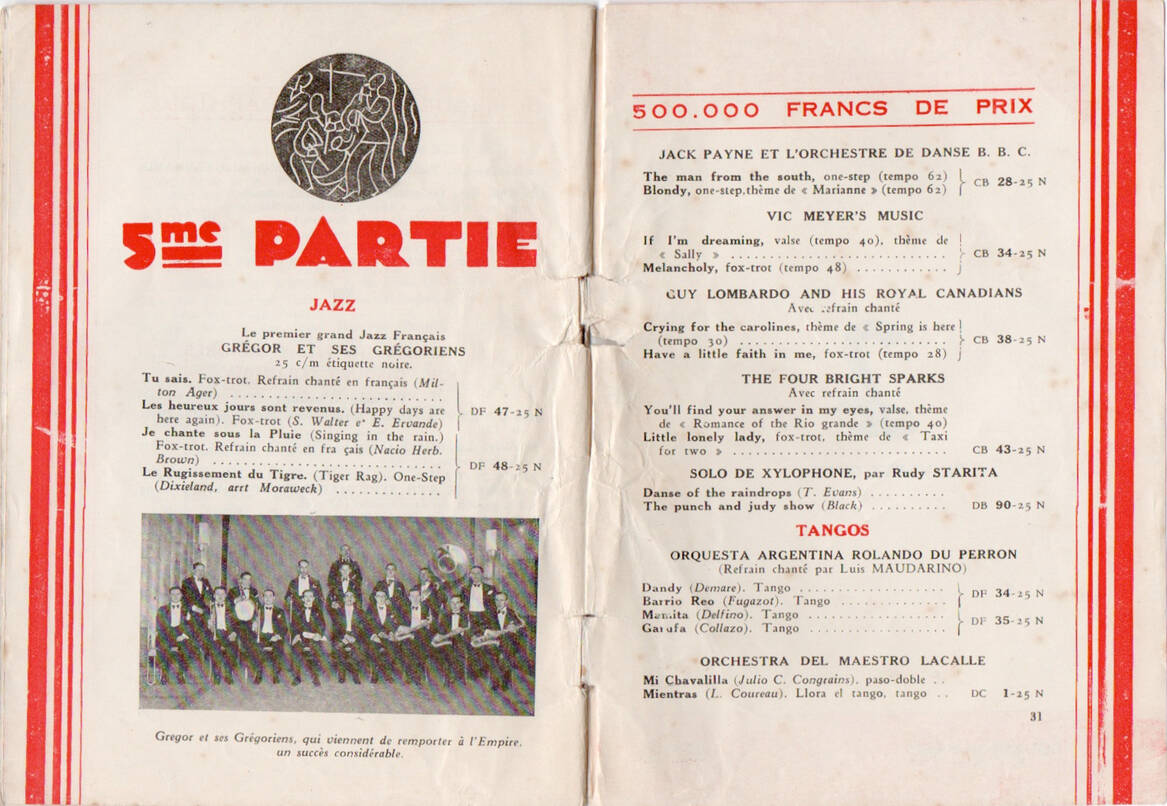 5me PARTIE
JAZZ
Le premier grand Jazz Français
GRÉGOR ET SES GRÉGORIENS
25 c/m étiquette noire.
Tu sais. Fox-trot. Refrain chanté en français (Mil-
ton Ager) ........................
Les heureux jours sont revenus. (Happy days are
here again). Fox-trot (S. Walter e· E. Ervande)
DF 47-25 N
Je chante sous la Pluie (Singing in the rain.)
Fox-trot. Refrain chanté en fra çais (Nacio Herb.
Brown) ..........................
Le Rugissement du Tigre. (Tiger Rag). One-Step
(Dixieland, arrt Moraweck) ............
DF 48-25 N
Gregor et ses Grégoriens, qui viennent de remporter à l'Empire,
un succès considérable.
500.000 FRANCS DE PRIX
JACK PAYNE ET L'ORCHESTRE DE DANSE B. B. C.
The man from the south, one-step (tempo 62)
Blondy, one-step, thème de « Marianne » (tempo 62)
CB 28-25 N
VIC MEYER'S MUSIC
If I'm dreaming, valse (tempo 40), thème de
« Sally » ............................
Melancholy, fox-trot (tempo 48) ............
CB 34-25 N
GUY LOMBARDO AND HIS ROYAL CANADIANS
Avec refrain chanté
Crying for the carolines, thème de « Spring is here
(tempo 30) ..........................
Have a little faith in me, fox-trot (tempo 28)
CB 38-25 N
THE FOUR BRIGHT SPARKS
Avec refrain chanté
You'll find your answer in my eyes, valse, thème
de « Romance of the Rio grande » (tempo 40)
Little lonely lady, fox-trot, thème de « Taxi
for two » ............................ CB 43-25 N
SOLO DE XYLOPHONE, par Rudy STARITA
Danse of the raindrops (T. Evans) ..........
The punch and judy show (Black) .......... DB 90-25 N
TANGOS
ORQUESTA ARGENTINA ROLANDO DU PERRON
(Refrain chanté par Luis MAUDARINO)
Dandy (Demare). Tango ..................
Barrio Reo (Fugazot). Tango ..............
DF 34-25 N
Mamita (Delfino). Tango ..................
Garufa (Collazo). Tango ..................
DF 35-25 N
ORCHESTRA DEL MAESTRO LACALLE
Mi Chavalilla (Julio C. Congrains), paso-doble ..
Mientras (L. Coureau). Llora el tango, tango .. DC 1-25 N
31